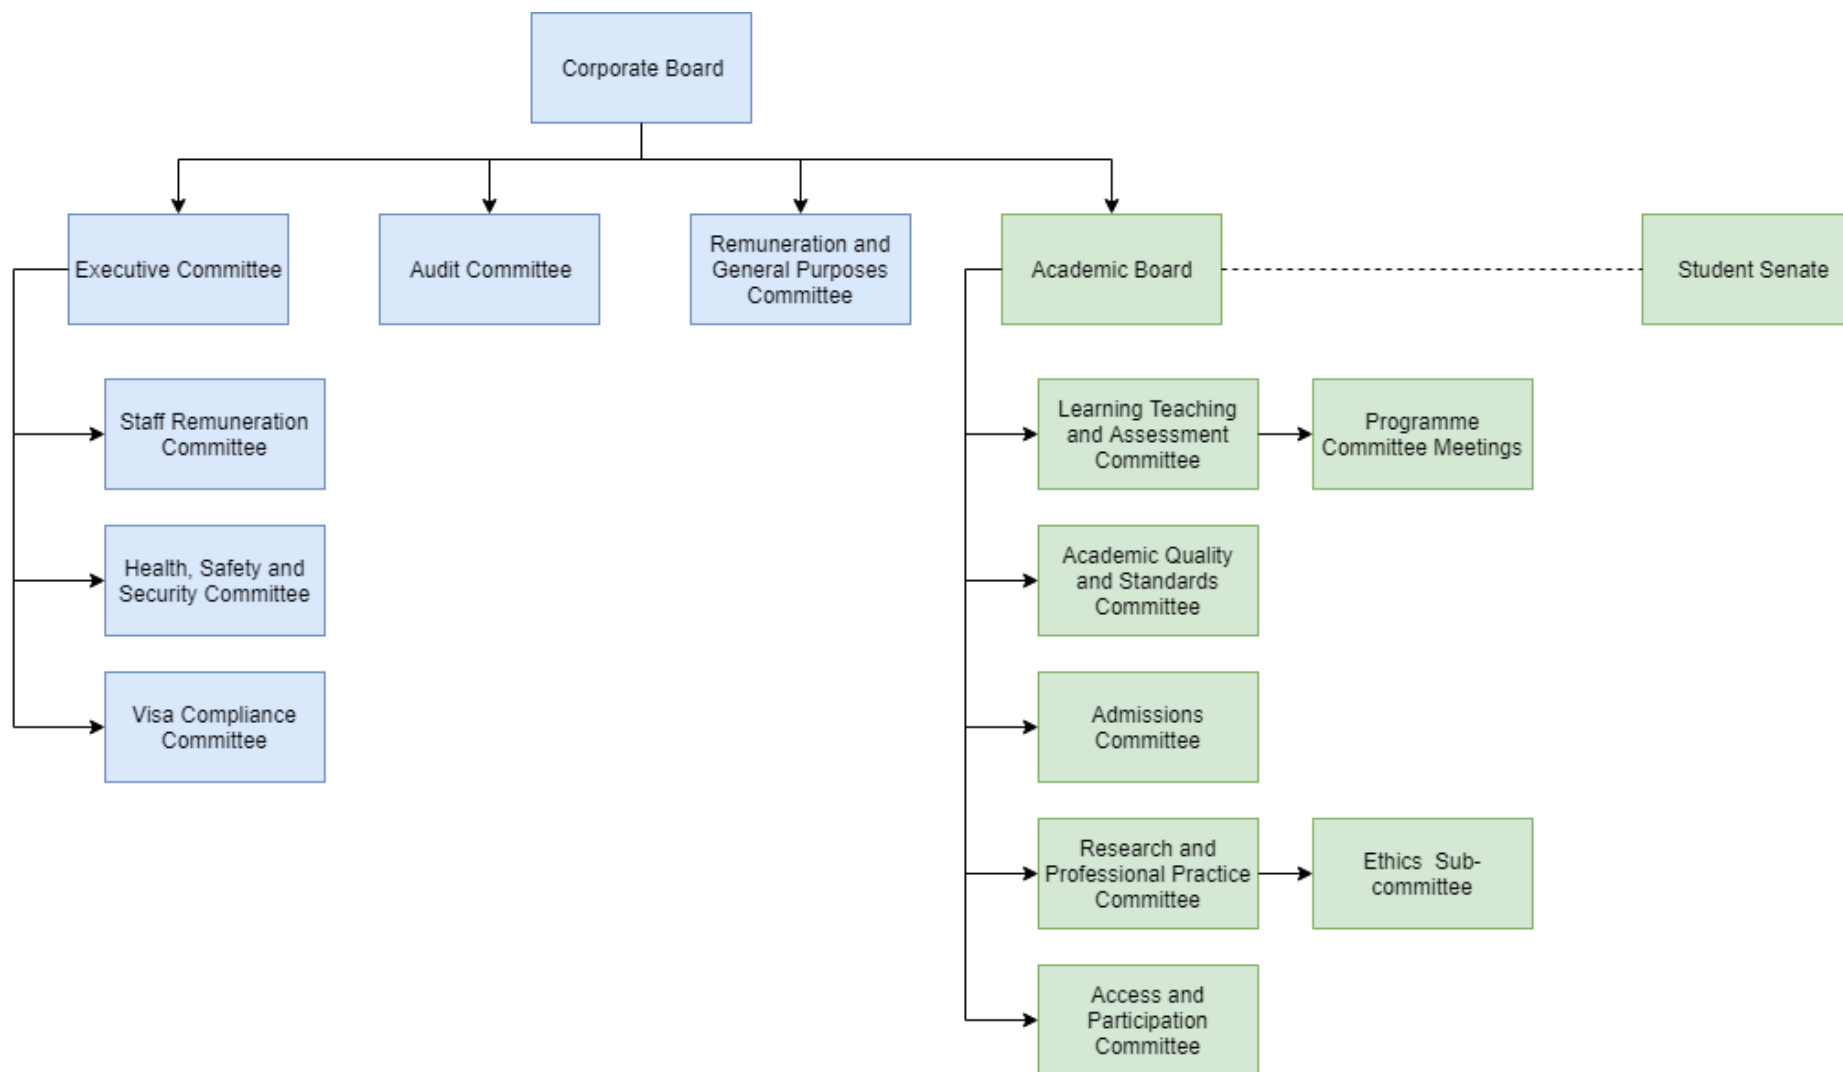 Corporate Board
Executive Committee
Audit Committee
Remuneration and
General Purposes
Committee
Academic Board
Student Senate
Staff Remuneration
Committee
Learning Teaching
and Assessment
Committee
Programme
Committee Meetings
Health, Safety and
Security Committee
Academic Quality
and Standards
Committee
Visa Compliance
Committee
Admissions
Committee
Research and
Professional Practice
Committee
Ethics  Sub-
committee
Access and
Participation
Committee